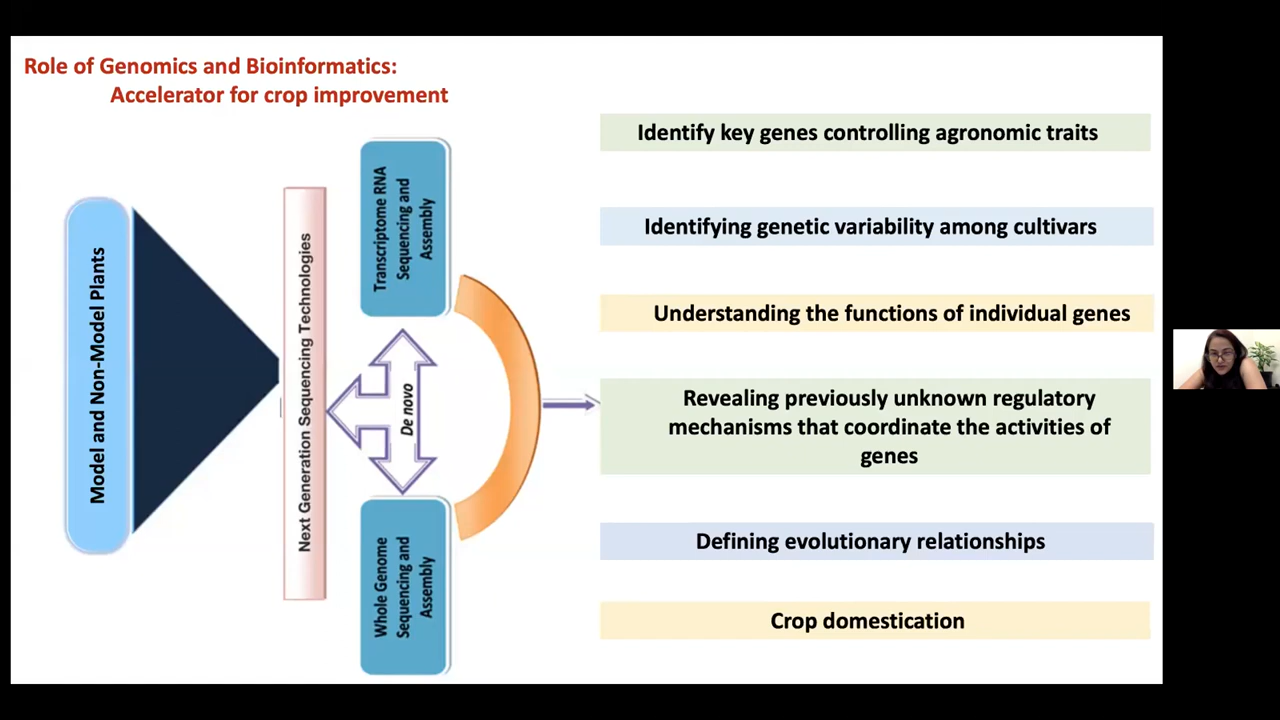 Role of Genomics and Bioinformatics:
Accelerator for crop improvement
Model and Non-Model Plants
Next Generation Sequencing Technologies
Transcriptome RNA
Sequencing and
Assembly
De novo
Whole Genome
Sequencing and
Assembly
Identify key genes controlling agronomic traits
Identifying genetic variability among cultivars
Understanding the functions of individual genes
Revealing previously unknown regulatory
mechanisms that coordinate the activities of
genes
Defining evolutionary relationships
Crop domestication